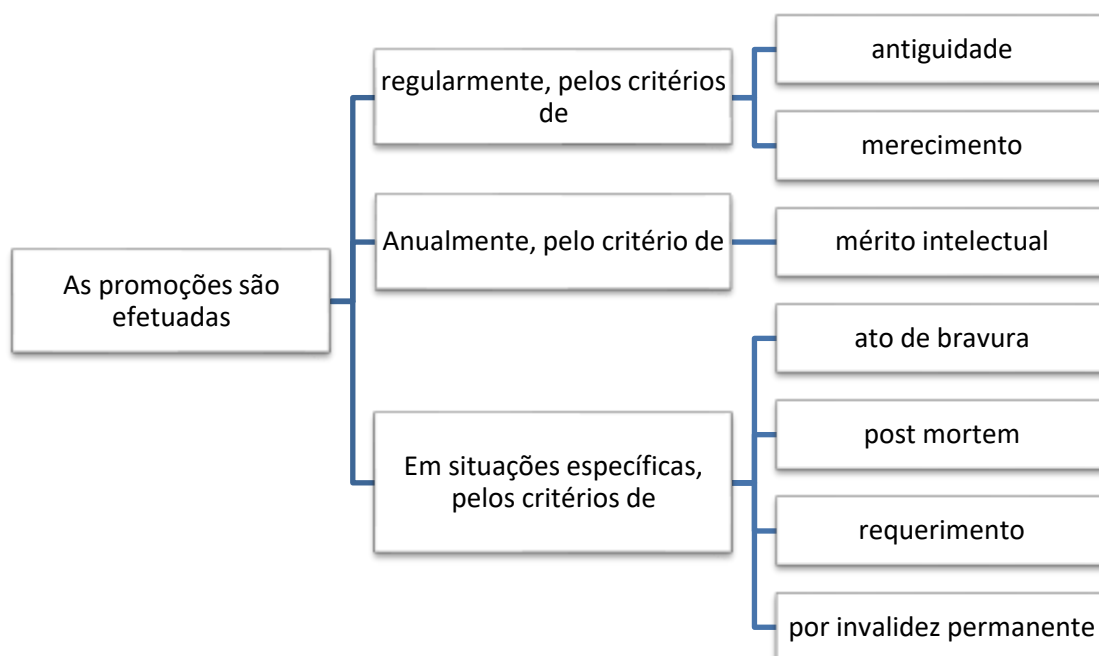 As promoções são
efetuadas
regularmente, pelos critérios
de
antiguidade
merecimento
Anualmente, pelo critério de
mérito intelectual
Em situações específicas,
pelos critérios de
ato de bravura
post mortem
requerimento
por invalidez permanente